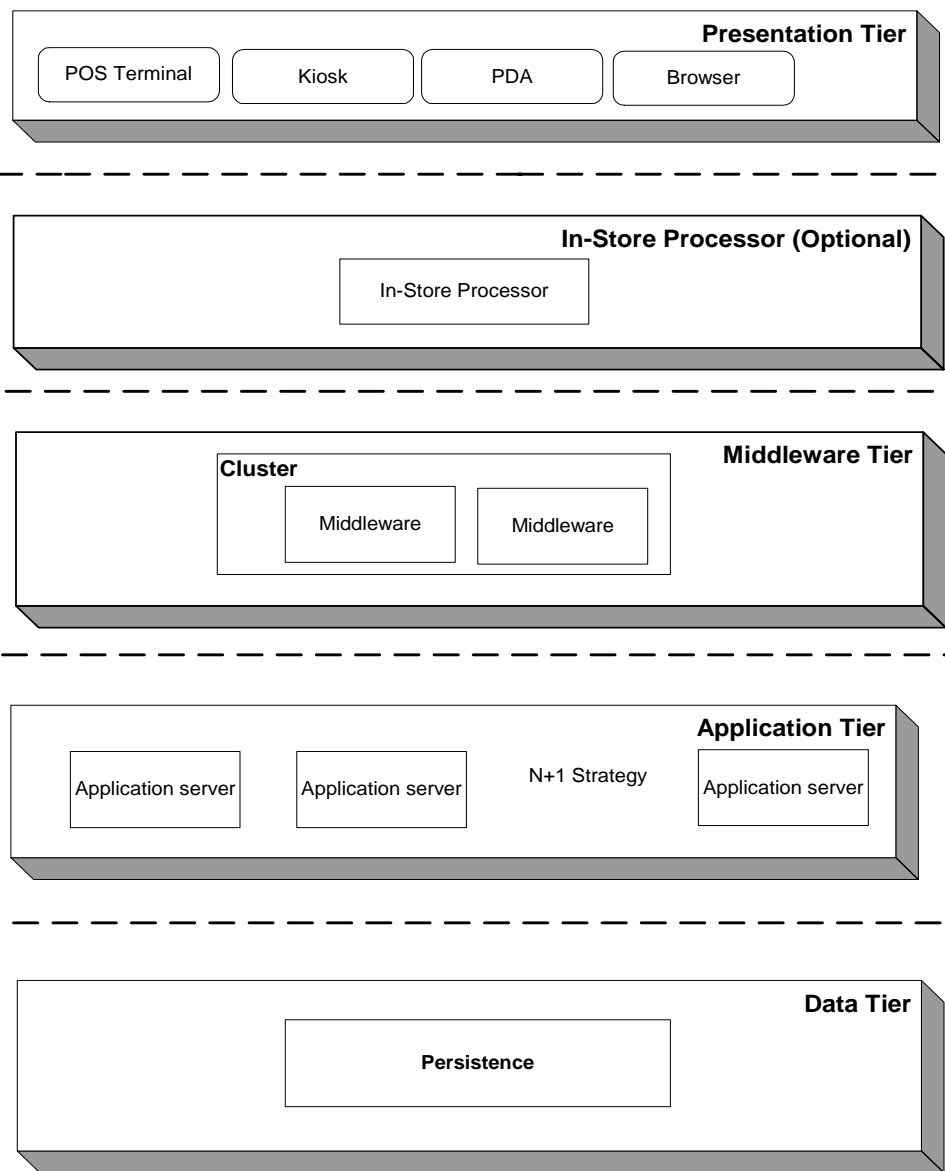 Presentation Tier
POS Terminal
Kiosk
PDA
Browser
In-Store Processor (Optional)
In-Store Processor
Middleware Tier
Cluster
Middleware
Middleware
Application Tier
Application server
Application server
N+1 Strategy
Application server
Data Tier
Persistence